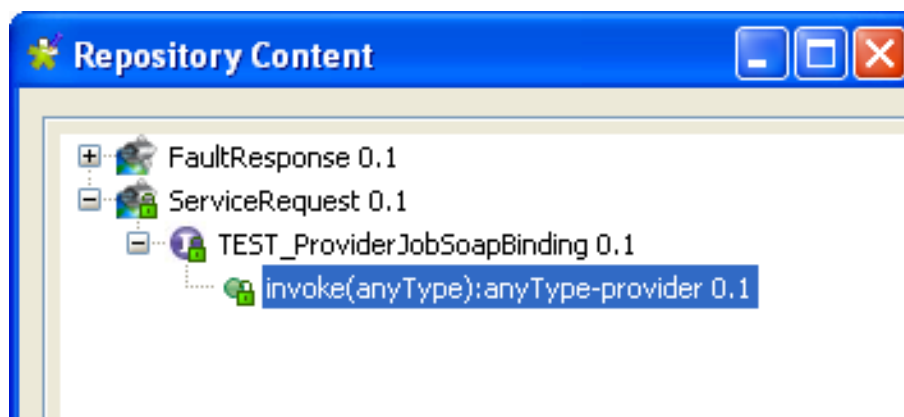 Repository Content
FaultResponse 0.1
ServiceRequest 0.1
TEST_ProviderJobSoapBinding 0.1
invoke(anyType):anyType-provider 0.1